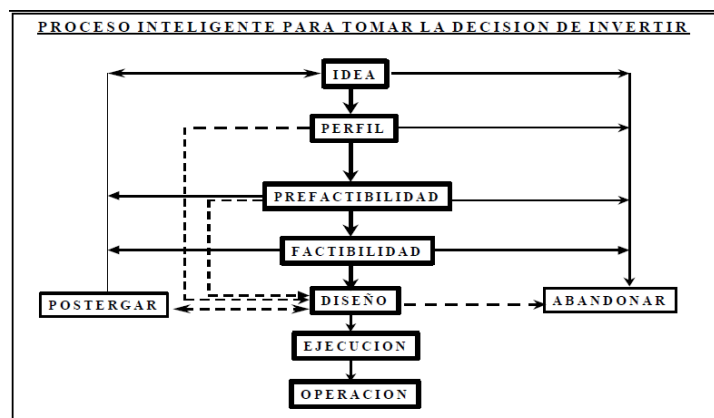 PROCESO INTELIGENTE PARA TOMAR LA DECISION DE INVERTIR
IDEA
PERFIL
PREFACTIBILIDAD
FACTIBILIDAD
POSTERGAR
DISEÑO
ABANDONAR
EJECUCION
OPERACION